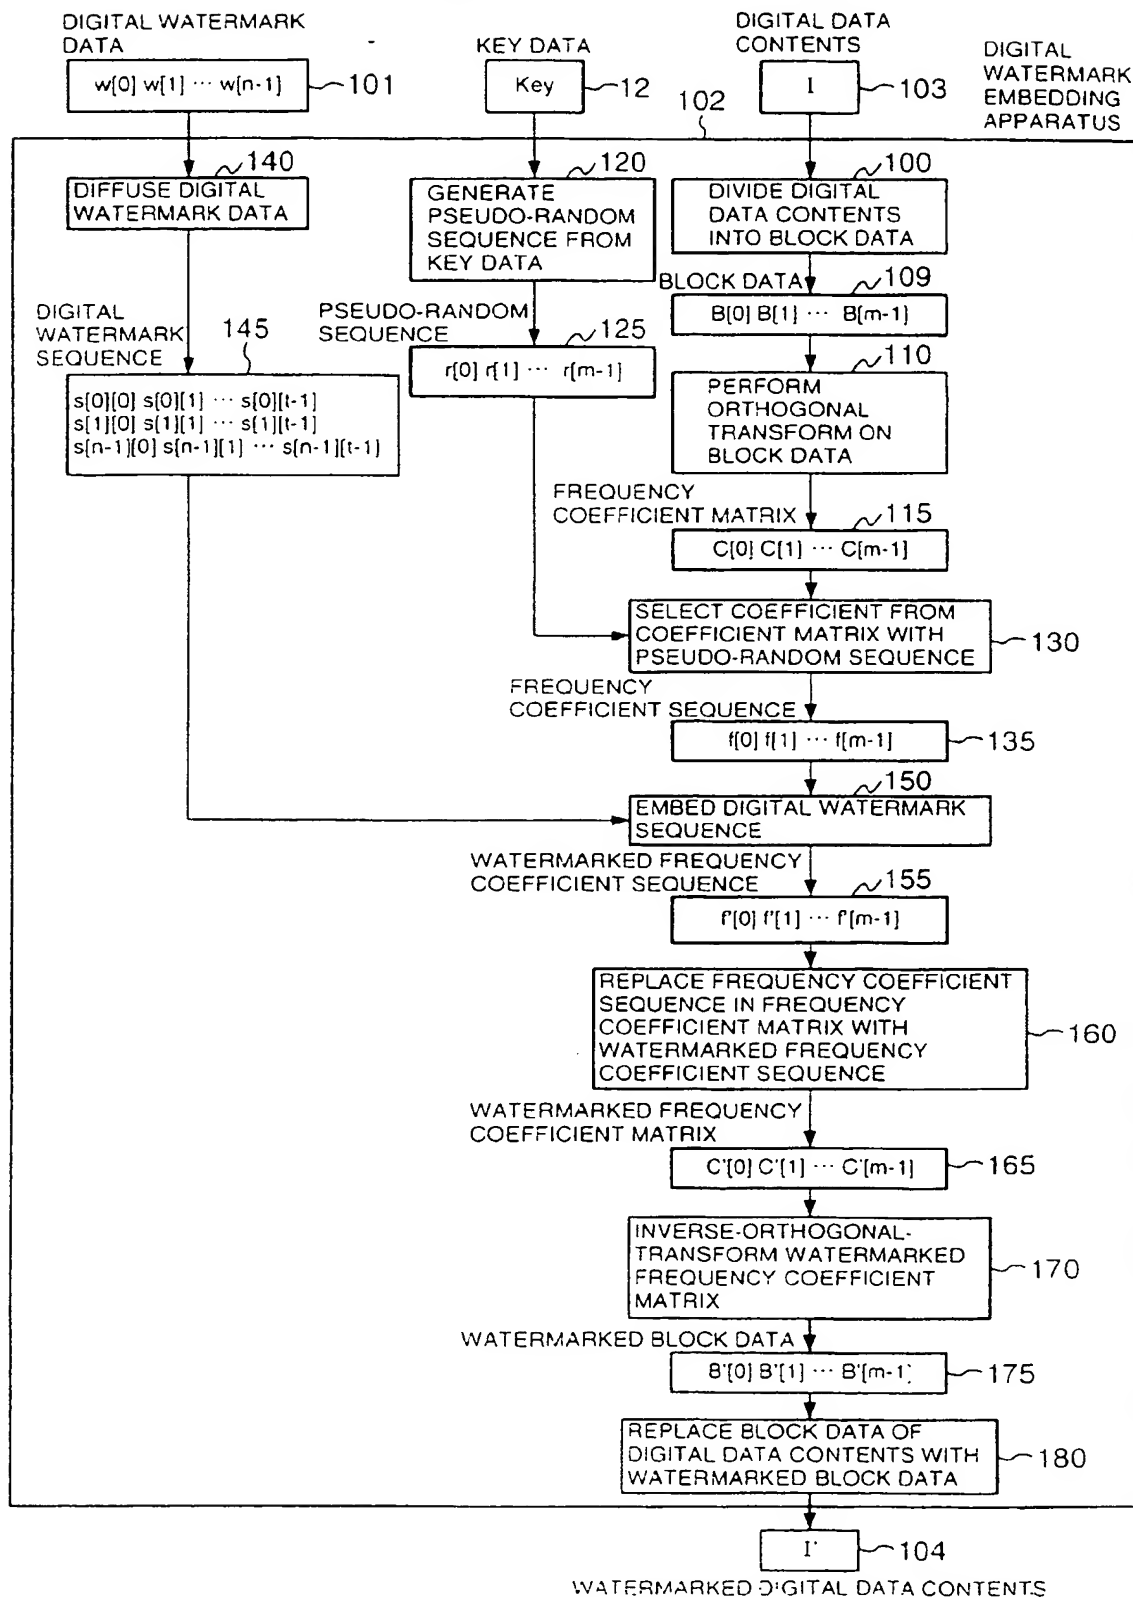 DIGITAL WATERMARK
DATA
w[0] w[1] ··· w[n-1]
101
KEY DATA
Key
12
DIGITAL DATA
CONTENTS
I
103
DIGITAL
WATERMARK
EMBEDDING
APPARATUS
102
140
DIFFUSE DIGITAL
WATERMARK DATA
120
GENERATE
PSEUDO-RANDOM
SEQUENCE FROM
KEY DATA
100
DIVIDE DIGITAL
DATA CONTENTS
INTO BLOCK DATA
BLOCK DATA
109
B[0] B[1] ··· B[m-1]
DIGITAL
WATERMARK
SEQUENCE
145
s[0][0] s[0][1] ··· s[0][t-1]
s[1][0] s[1][1] ··· s[1][t-1]
s[n-1][0] s[n-1][1] ··· s[n-1][t-1]
PSEUDO-RANDOM
SEQUENCE
125
r[0] r[1] ··· r[m-1]
110
PERFORM
ORTHOGONAL
TRANSFORM ON
BLOCK DATA
FREQUENCY
COEFFICIENT MATRIX
115
C[0] C[1] ··· C[m-1]
SELECT COEFFICIENT FROM
COEFFICIENT MATRIX WITH
PSEUDO-RANDOM SEQUENCE
130
FREQUENCY
COEFFICIENT SEQUENCE
f[0] f[1] ··· f[m-1]
135
150
EMBED DIGITAL WATERMARK
SEQUENCE
WATERMARKED FREQUENCY
COEFFICIENT SEQUENCE
155
f'[0] f'[1] ··· f'[m-1]
REPLACE FREQUENCY COEFFICIENT
SEQUENCE IN FREQUENCY
COEFFICIENT MATRIX WITH
WATERMARKED FREQUENCY
COEFFICIENT SEQUENCE
160
WATERMARKED FREQUENCY
COEFFICIENT MATRIX
C'[0] C'[1] ··· C'[m-1]
165
INVERSE-ORTHOGONAL-
TRANSFORM WATERMARKED
FREQUENCY COEFFICIENT
MATRIX
170
WATERMARKED BLOCK DATA
B'[0] B'[1] ··· B'[m-1]
175
REPLACE BLOCK DATA OF
DIGITAL DATA CONTENTS WITH
WATERMARKED BLOCK DATA
180
I'
104
WATERMARKED DIGITAL DATA CONTENTS